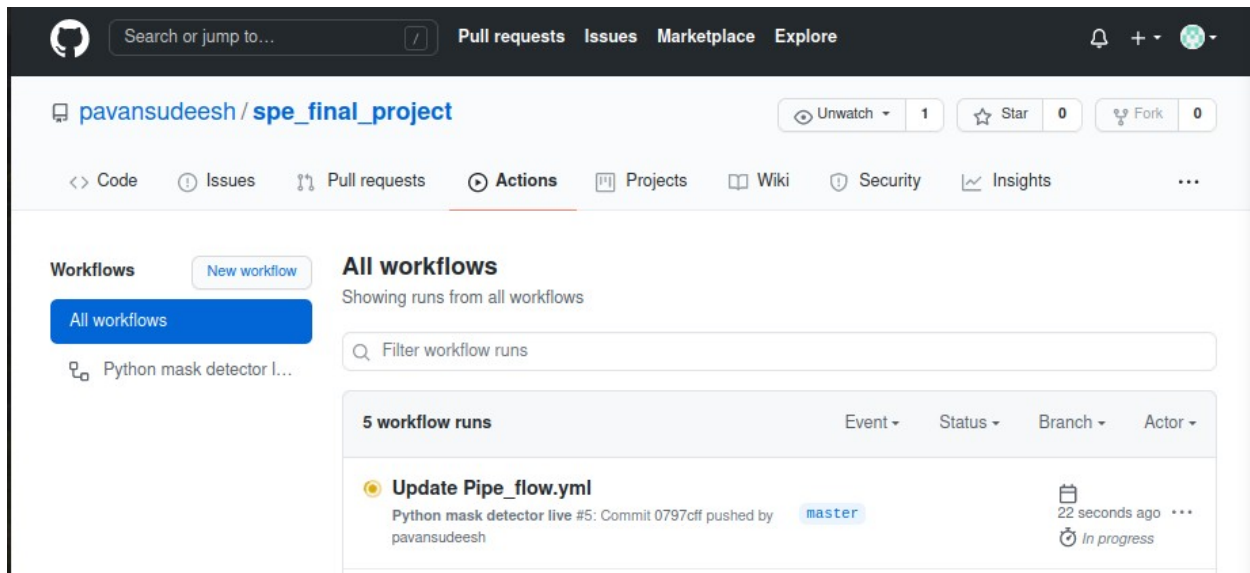 Search or jump to... / Pull requests Issues Marketplace Explore
pavansudeesh / spe_final_project Unwatch 1 Star 0 Fork 0
<> Code Issues Pull requests Actions Projects Wiki Security Insights ...
Workflows New workflow
All workflows
Python mask detector l...
All workflows
Showing runs from all workflows
Filter workflow runs
5 workflow runs Event Status Branch Actor
Update Pipe_flow.yml
Python mask detector live #5: Commit 0797cff pushed by
pavansudeesh
master
22 seconds ago ...
In progress